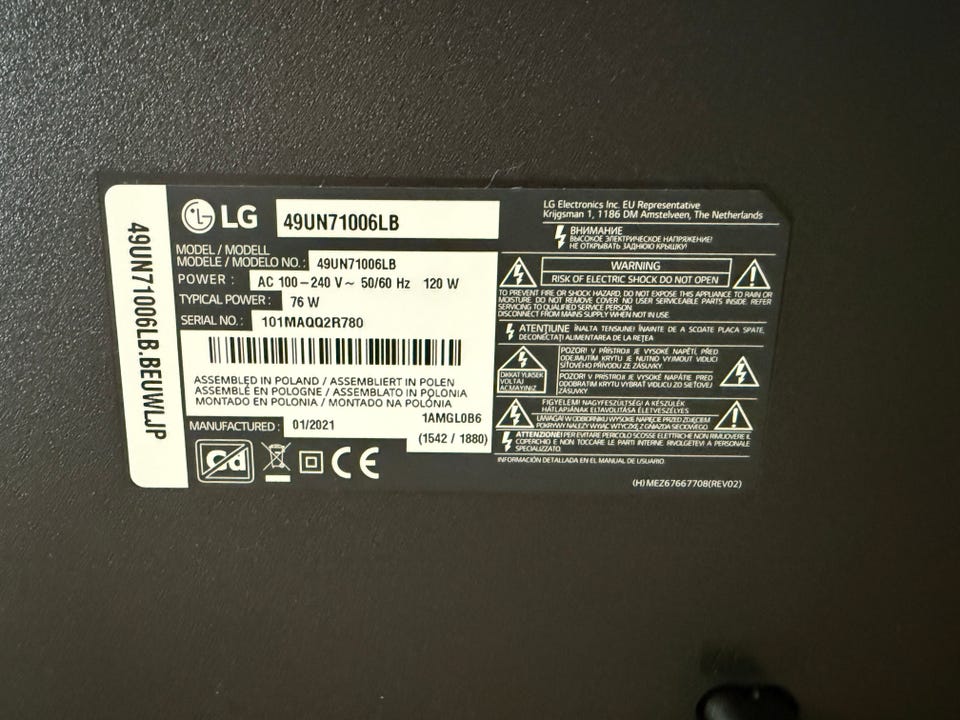 49UN71006LB.BEUWLJP
LG
49UN71006LB
MODEL / MODELL
MODELE / MODELO NO.: 49UN71006LB
POWER : AC 100 – 240 V ~ 50/60 Hz 120 W
TYPICAL POWER : 76 W
SERIAL NO. : 101MAQQ2R780
ASSEMBLED IN POLAND / ASSEMBLIERT IN POLEN
ASSEMBLÉ EN POLOGNE / ASSEMBLATO IN POLONIA
MONTADO EN POLONIA / MONTADO NA POLÓNIA
1AMGL0B6
MANUFACTURED : 01/2021
(1542 / 1880)
Cd
CE
LG Electronics Inc. EU Representative
Krijgsman 1, 1186 DM Amstelveen, The Netherlands
ВНИМАНИЕ
ВЫСОКОЕ ЭЛЕКТРИЧЕСКОЕ НАПРЯЖЕНИЕ!
НЕ ОТКРЫВАТЬ ЗАДНЮЮ КРЫШКУ!
WARNING
RISK OF ELECTRIC SHOCK DO NOT OPEN
TO PREVENT FIRE OR SHOCK HAZARD, DO NOT EXPOSE THIS APPLIANCE TO RAIN OR
MOISTURE. DO NOT REMOVE COVER. NO USER SERVICEABLE PARTS INSIDE. REFER
SERVICING TO QUALIFIED SERVICE PERSON.
DISCONNECT FROM MAINS SUPPLY WHEN NOT IN USE.
ATENŢIUNE ÎNALTA TENSIUNE! ÎNAINTE DE A SCOATE PLACA SPATE,
DECONECTAŢI ALIMENTAREA DE LA REŢEA
DİKKAT YÜKSEK
VOLTAJ
AÇMAYINIZ
POZOR! V PŘÍSTROJI JE VYSOKÉ NAPĚTÍ, PŘED
ODEJMUTÍM KRYTU JE NUTNO VYJMOUT VIDLICI
SÍŤOVÉHO PŘÍVODU ZE ZÁSUVKY.
POZOR! V PRÍSTROJI JE VYSOKÉ NAPÄTIE PRED
ODOBRATÍM KRYTU VYBRAŤ VIDLICU ZO SIEŤOVEJ
ZÁSUVKY
FIGYELEM! NAGYFESZÜLTSÉG! A KÉSZÜLÉK
HÁTLAPJÁNAK ELTÁVOLÍTÁSA ÉLETVESZÉLYES
UWAGA! W ODBIORNIKU WYSOKIE NAPIĘCIE PRZED ZDJĘCIEM
POKRYWY NALEŻY WYJĄĆ WTYCZKĘ Z GNIAZDA SIECIOWEGO
ATTENZIONE! PER EVITARE PERICOLO SCOSSE ELETTRICHE NON RIMUOVERE IL
COPERCHIO E NON TOCCARE LE PARTI INTERNE. RIVOLGETEVI A PERSONALE
SPECIALIZZATO.
INFORMACIÓN DETALLADA EN EL MANUAL DE USUARIO.
(H) MEZ67667708(REV02)